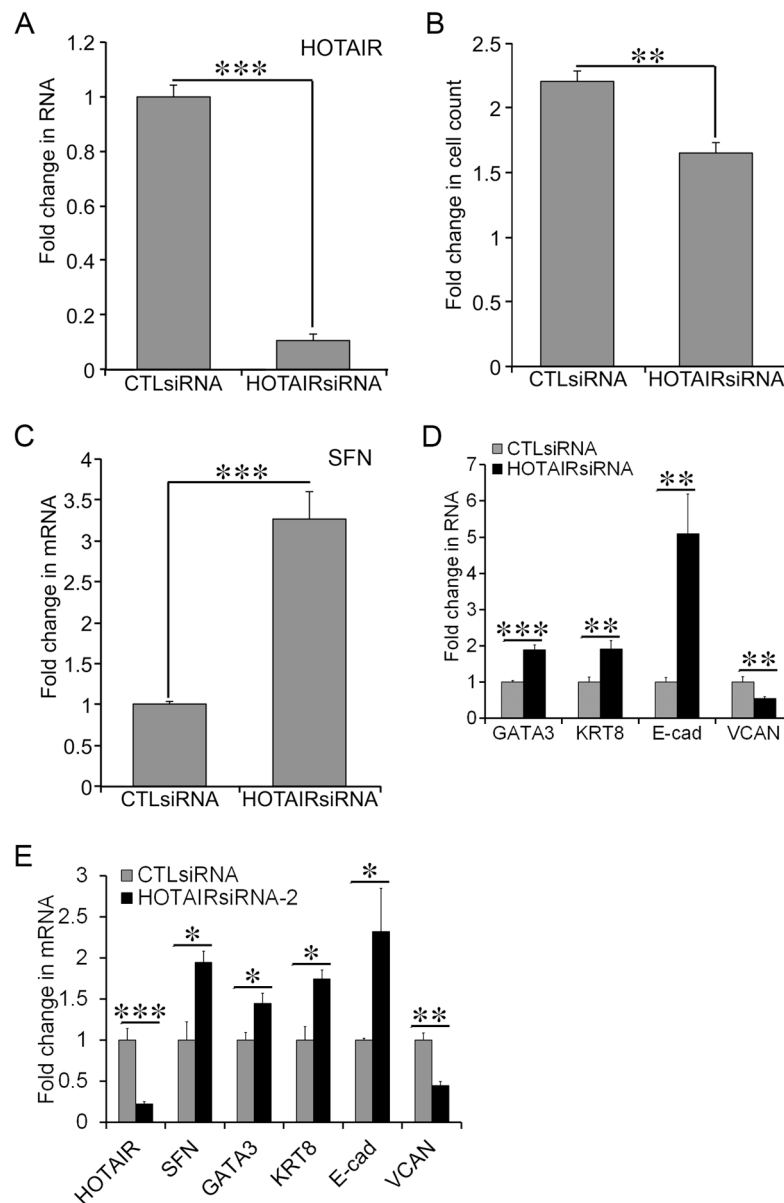 A
HOTAIR
***
Fold change in RNA
1.2
1
0.8
0.6
0.4
0.2
0
CTLsiRNA HOTAIRsiRNA
B
**
Fold change in cell count
2.5
2
1.5
1
0.5
0
CTLsiRNA HOTAIRsiRNA
C
SFN
***
Fold change in mRNA
4
3.5
3
2.5
2
1.5
1
0.5
0
CTLsiRNA HOTAIRsiRNA
D
CTLsiRNA
HOTAIRsiRNA
Fold change in RNA
7
6
5
4
3
2
1
0
*** ** ** **
GATA3 KRT8 E-cad VCAN
E
CTLsiRNA
HOTAIRsiRNA-2
Fold change in mRNA
3
2.5
2
1.5
1
0.5
0
*** * * * * **
HOTAIR SFN GATA3 KRT8 E-cad VCAN